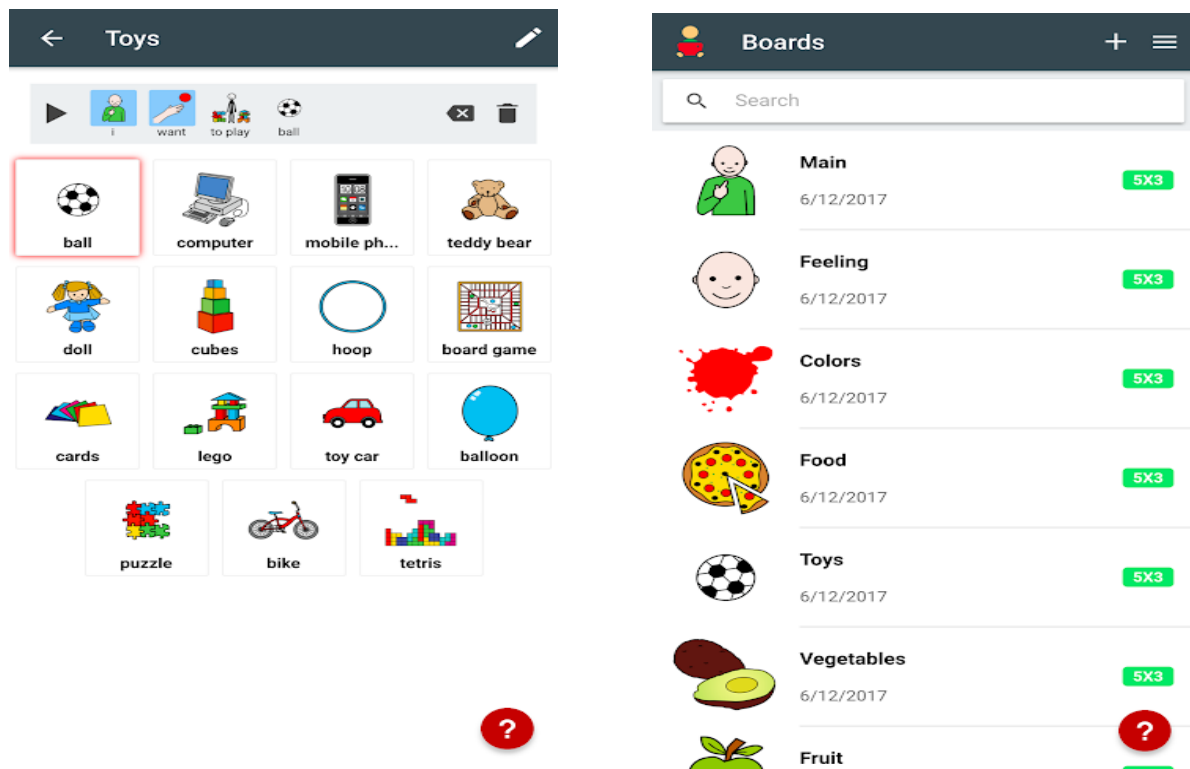 Toys
i want to play ball
ball computer mobile ph... teddy bear
doll cubes hoop board game
cards lego toy car balloon
puzzle bike tetris
?
Boards
Search
Main
6/12/2017
5X3
Feeling
6/12/2017
5X3
Colors
6/12/2017
5X3
Food
6/12/2017
5X3
Toys
6/12/2017
5X3
Vegetables
6/12/2017
5X3
?
Fruit